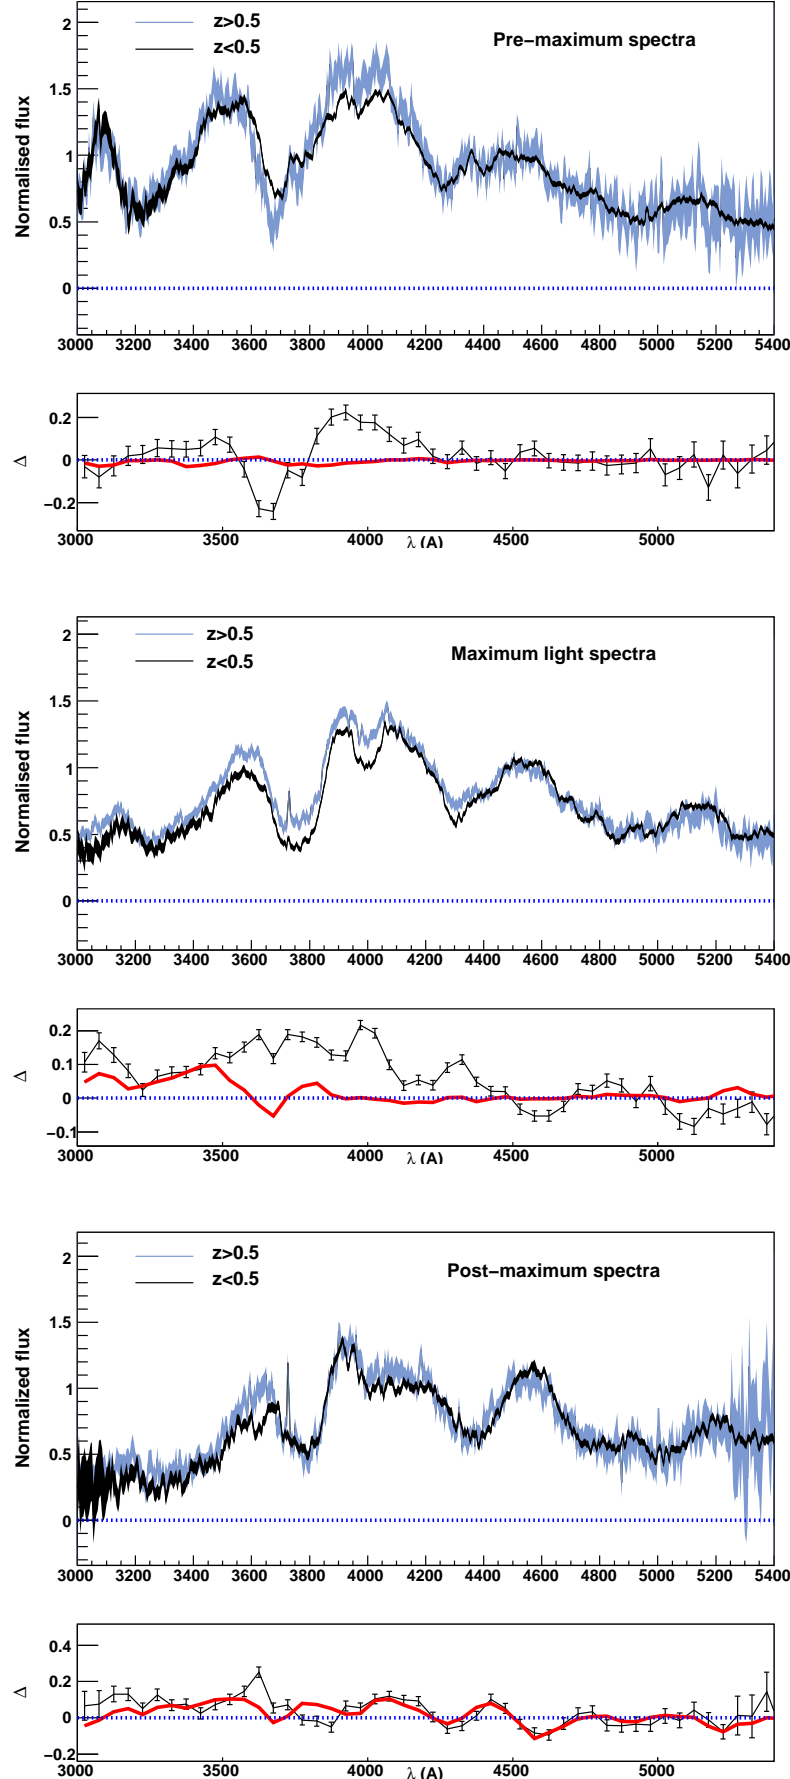 2
1.5
1
0.5
0
Normalised flux
z>0.5
z<0.5
Pre−maximum spectra
3000 3200 3400 3600 3800 4000 4200 4400 4600 4800 5000 5200 5400
0.2
0
−0.2
Δ
3000 3500 4000 4500 5000
λ (A)
2
1.5
1
0.5
0
Normalised flux
z>0.5
z<0.5
Maximum light spectra
3000 3200 3400 3600 3800 4000 4200 4400 4600 4800 5000 5200 5400
0.2
0.1
0
−0.1
Δ
3000 3500 4000 4500 5000
λ (A)
2
1.5
1
0.5
0
Normalized flux
z>0.5
z<0.5
Post−maximum spectra
3000 3200 3400 3600 3800 4000 4200 4400 4600 4800 5000 5200 5400
0.4
0.2
0
−0.2
Δ
3000 3500 4000 4500 5000
λ (A)